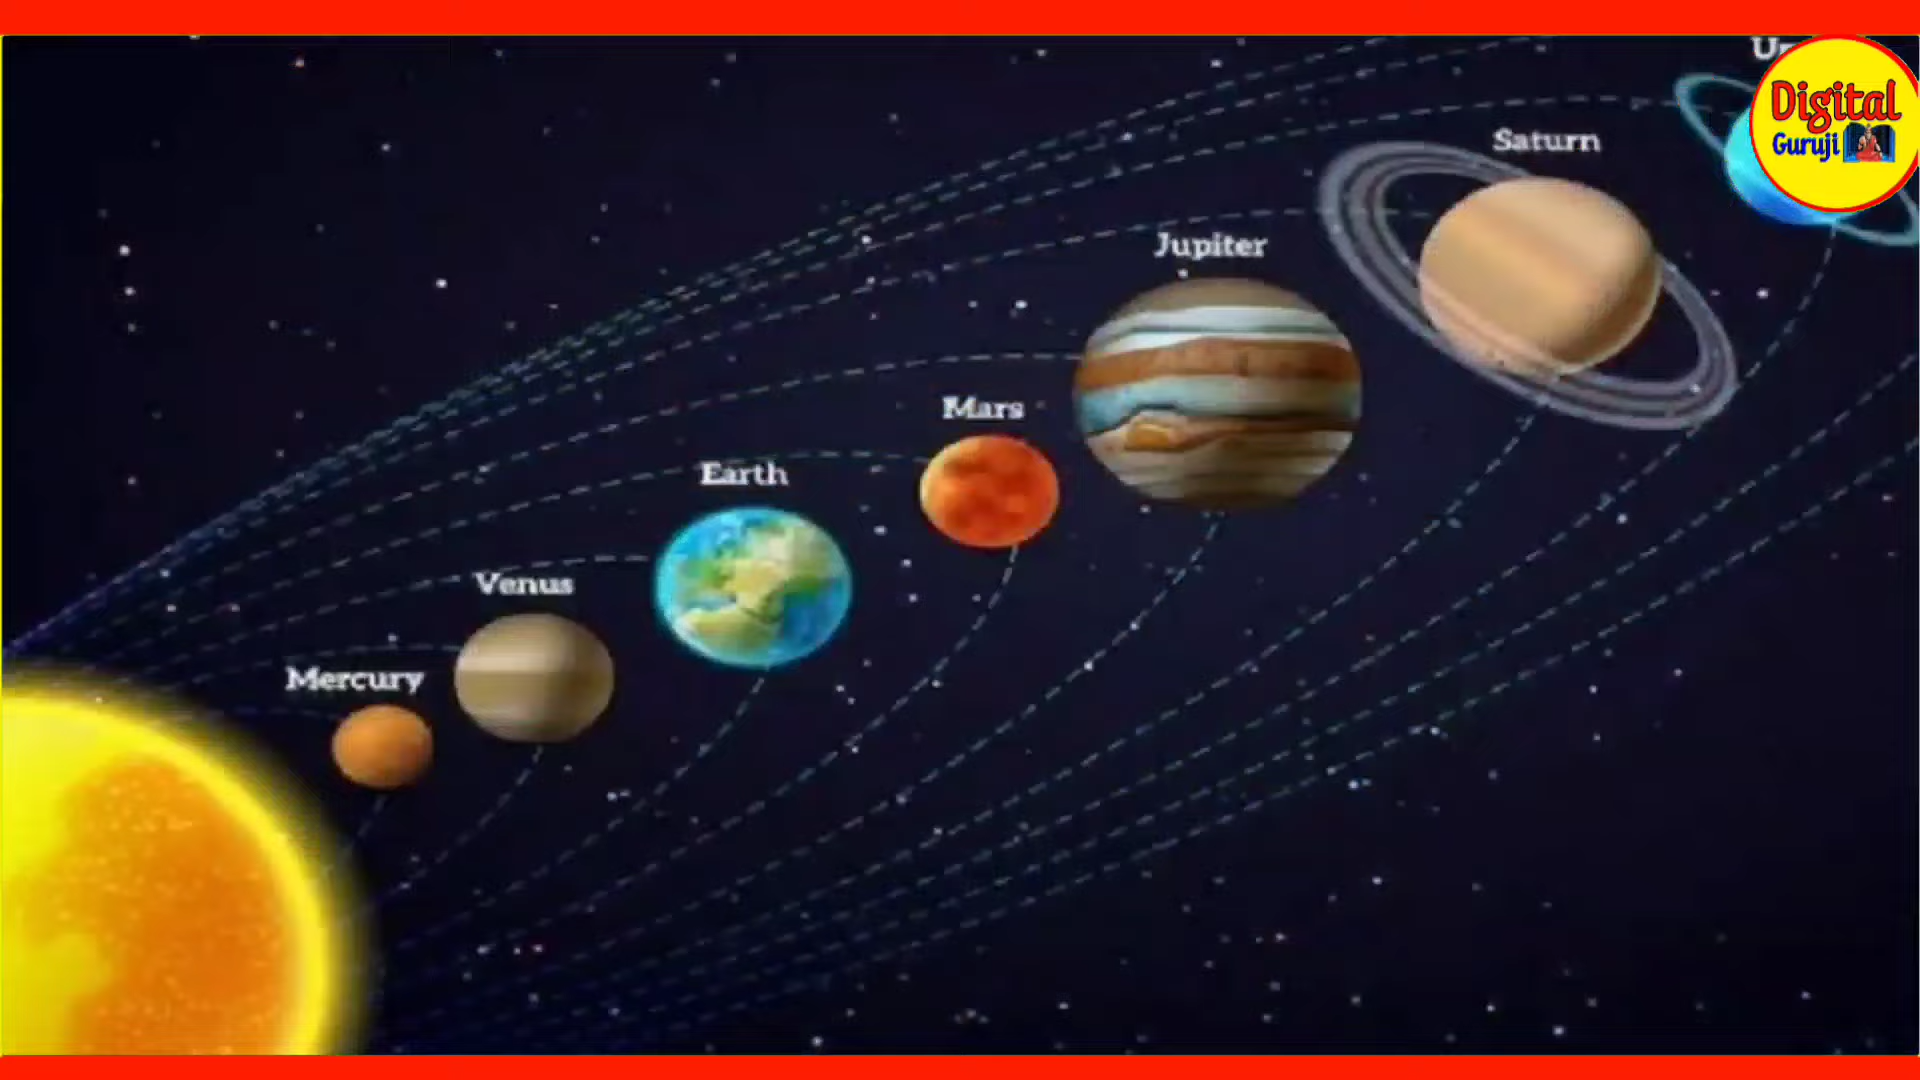 Digital
Guruji
Saturn
Jupiter
Mars
Earth
Venus
Mercury